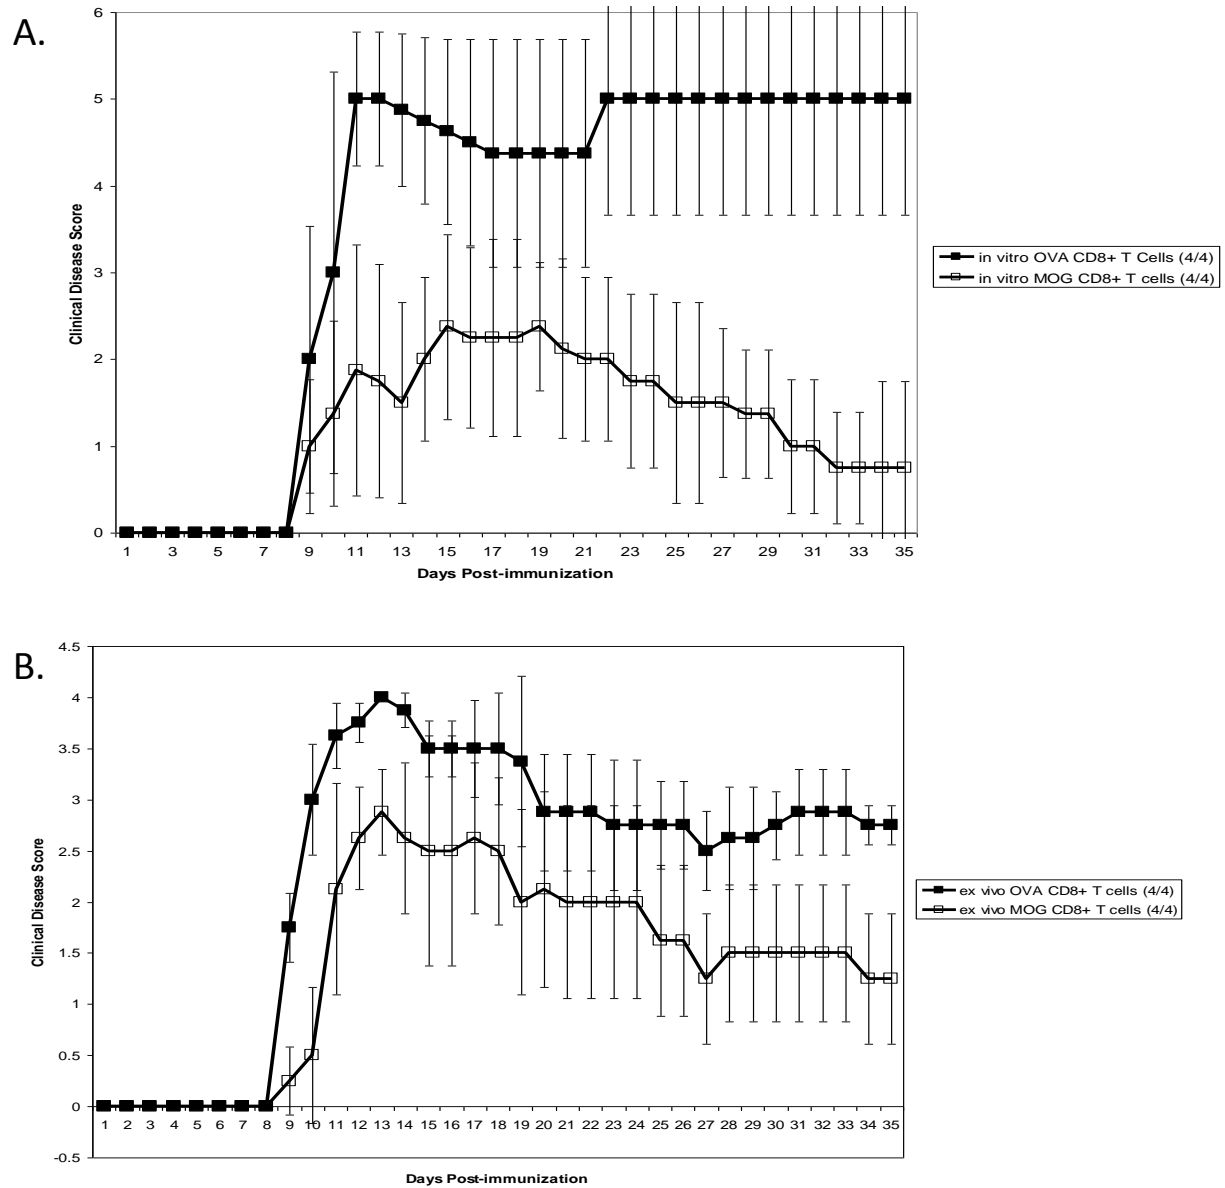 A.
6
5
4
3
2
1
0
Clinical Disease Score
1 3 5 7 9 11 13 15 17 19 21 23 25 27 29 31 33 35
Days Post-immunization
in vitro OVA CD8+ T Cells (4/4)
in vitro MOG CD8+ T cells (4/4)
B.
4.5
4
3.5
3
2.5
2
1.5
1
0.5
0
-0.5
Clinical Disease Score
1 2 3 4 5 6 7 8 9 10 11 12 13 14 15 16 17 18 19 20 21 22 23 24 25 26 27 28 29 30 31 32 33 34 35
Days Post-immunization
ex vivo OVA CD8+ T cells (4/4)
ex vivo MOG CD8+ T cells (4/4)